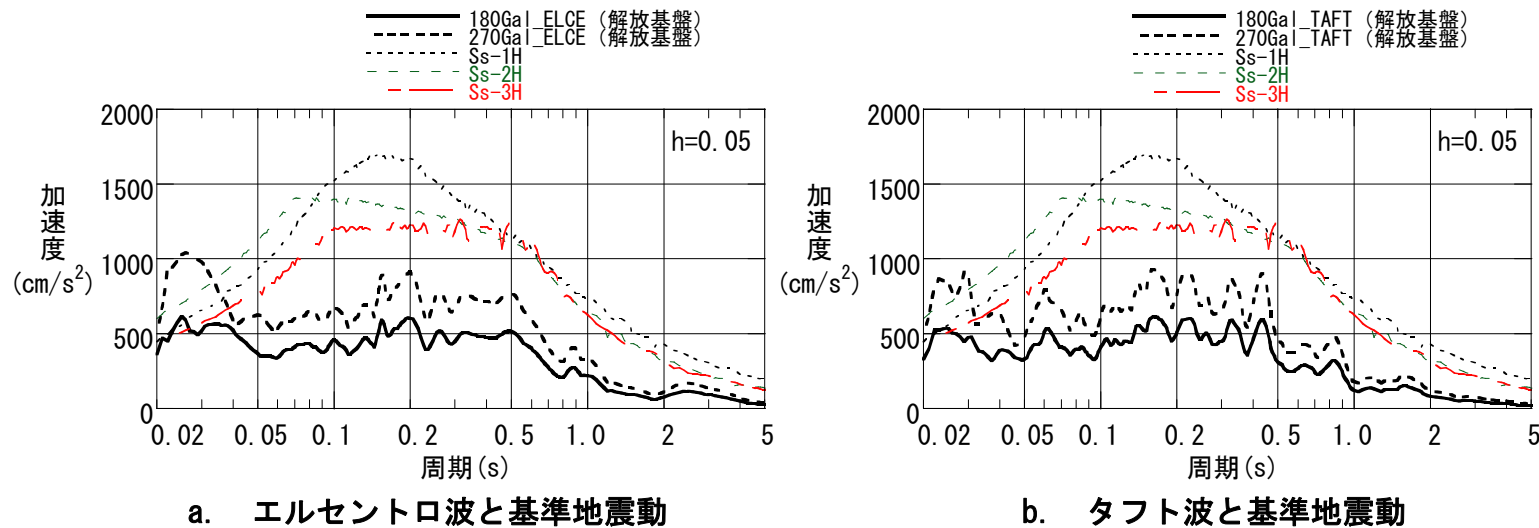 180Gal_ELCE (解放基盤)
270Gal_ELCE (解放基盤)
Ss-1H
Ss-2H
Ss-3H
2000
1500
1000
500
0
加速度
(cm/s²)
h=0.05
0.02 0.05 0.1 0.2 0.5 1.0 2 5
周期(s)
a. エルセントロ波と基準地震動
180Gal_TAFT (解放基盤)
270Gal_TAFT (解放基盤)
Ss-1H
Ss-2H
Ss-3H
2000
1500
1000
500
0
加速度
(cm/s²)
h=0.05
0.02 0.05 0.1 0.2 0.5 1.0 2 5
周期(s)
b. タフト波と基準地震動